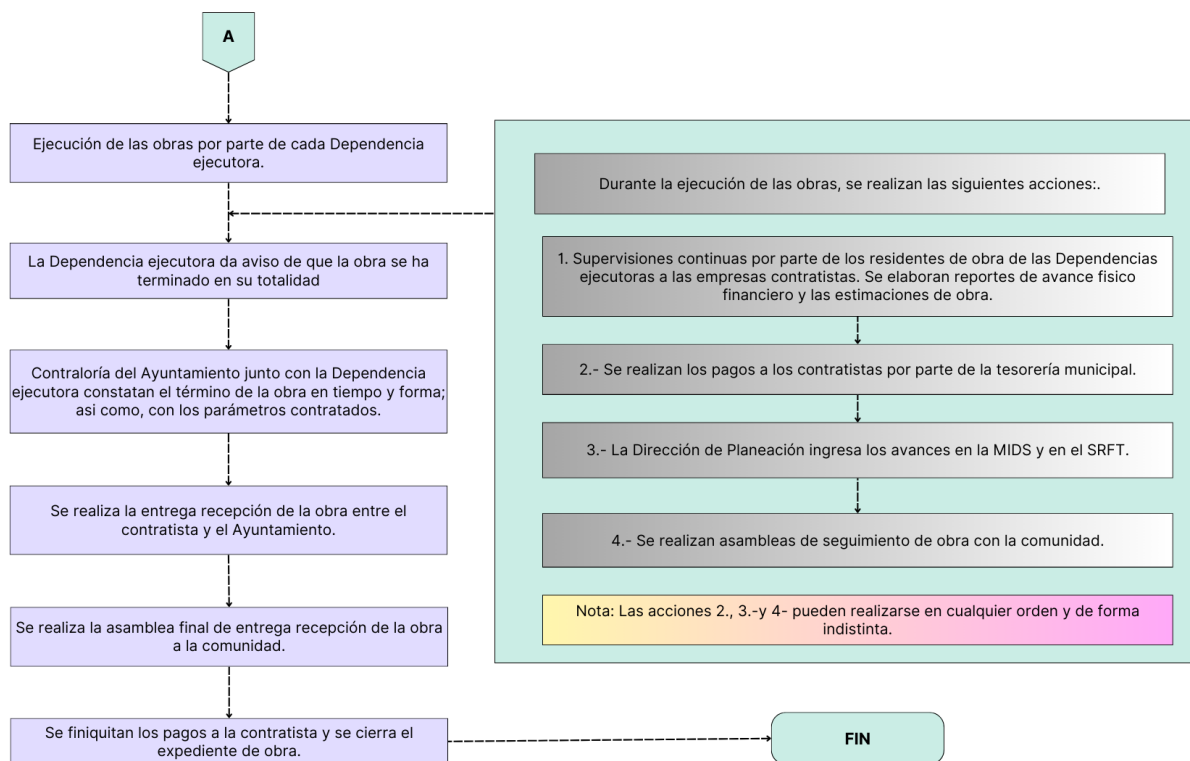 A
Ejecución de las obras por parte de cada Dependencia
ejecutora.
La Dependencia ejecutora da aviso de que la obra se ha
terminado en su totalidad
Contraloría del Ayuntamiento junto con la Dependencia
ejecutora constatan el término de la obra en tiempo y forma;
asi como, con los parámetros contratados.
Se realiza la entrega recepción de la obra entre el
contratista y el Ayuntamiento.
Se realiza la asamblea final de entrega recepción de la obra
a la comunidad.
Se finiquitan los pagos a la contratista y se cierra el
expediente de obra.
Durante la ejecución de las obras, se realizan las siguientes acciones:.
1. Supervisiones continuas por parte de los residentes de obra de las Dependencias
ejecutoras a las empresas contratistas. Se elaboran reportes de avance fisico
financiero y las estimaciones de obra.
2.- Se realizan los pagos a los contratistas por parte de la tesorería municipal.
3.- La Dirección de Planeación ingresa los avances en la MIDS y en el SRFT.
4.- Se realizan asambleas de seguimiento de obra con la comunidad.
Nota: Las acciones 2., 3.-y 4- pueden realizarse en cualquier orden y de forma
indistinta.
FIN